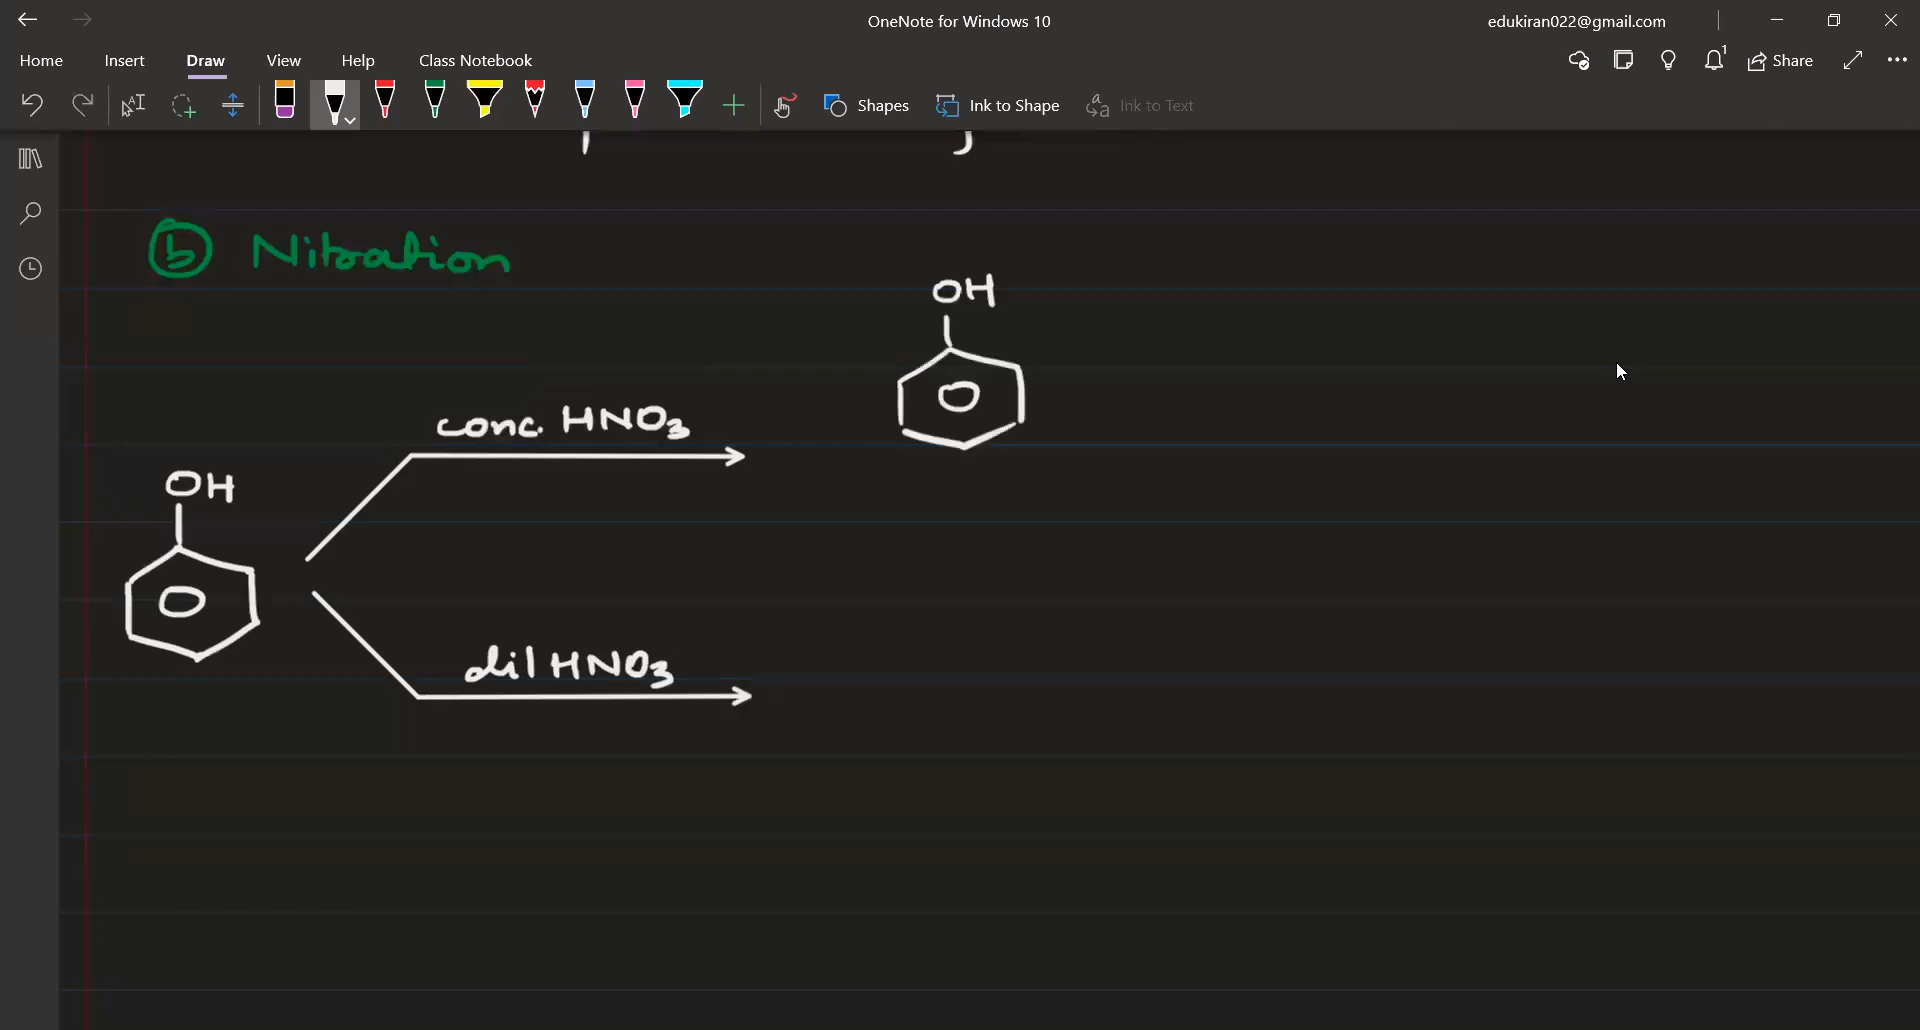 OneNote for Windows 10
edukiran022@gmail.com
Home Insert Draw View Help Class Notebook
1
Share
Shapes
Ink to Shape
Ink to Text
b Nitration
OH
conc. HNO3
OH
dil HNO3